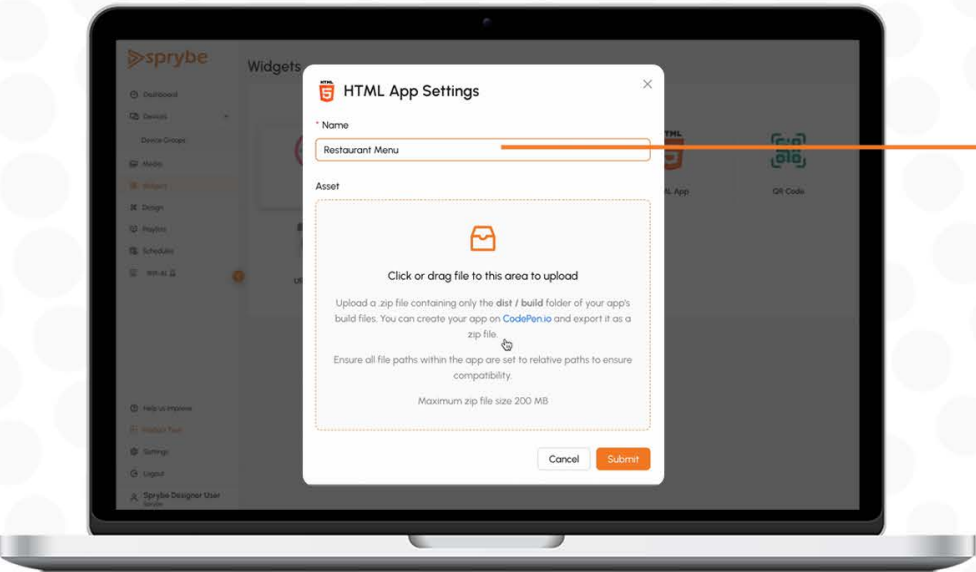 sprybe
Widgets
Dashboard
Devices
Device Groups
Media
Widgets
Design
Playlists
Schedules
Help us Improve
Product Tour
Settings
Logout
Sprybe Designer User
HTML
5
HTML App Settings
* Name
Restaurant Menu
Asset
Click or drag file to this area to upload
Upload a .zip file containing only the dist / build folder of your app's
build files. You can create your app on CodePen.io and export it as a
zip file.
Ensure all file paths within the app are set to relative paths to ensure
compatibility.
Maximum zip file size 200 MB
Cancel
Submit
HTML
App
QR Code